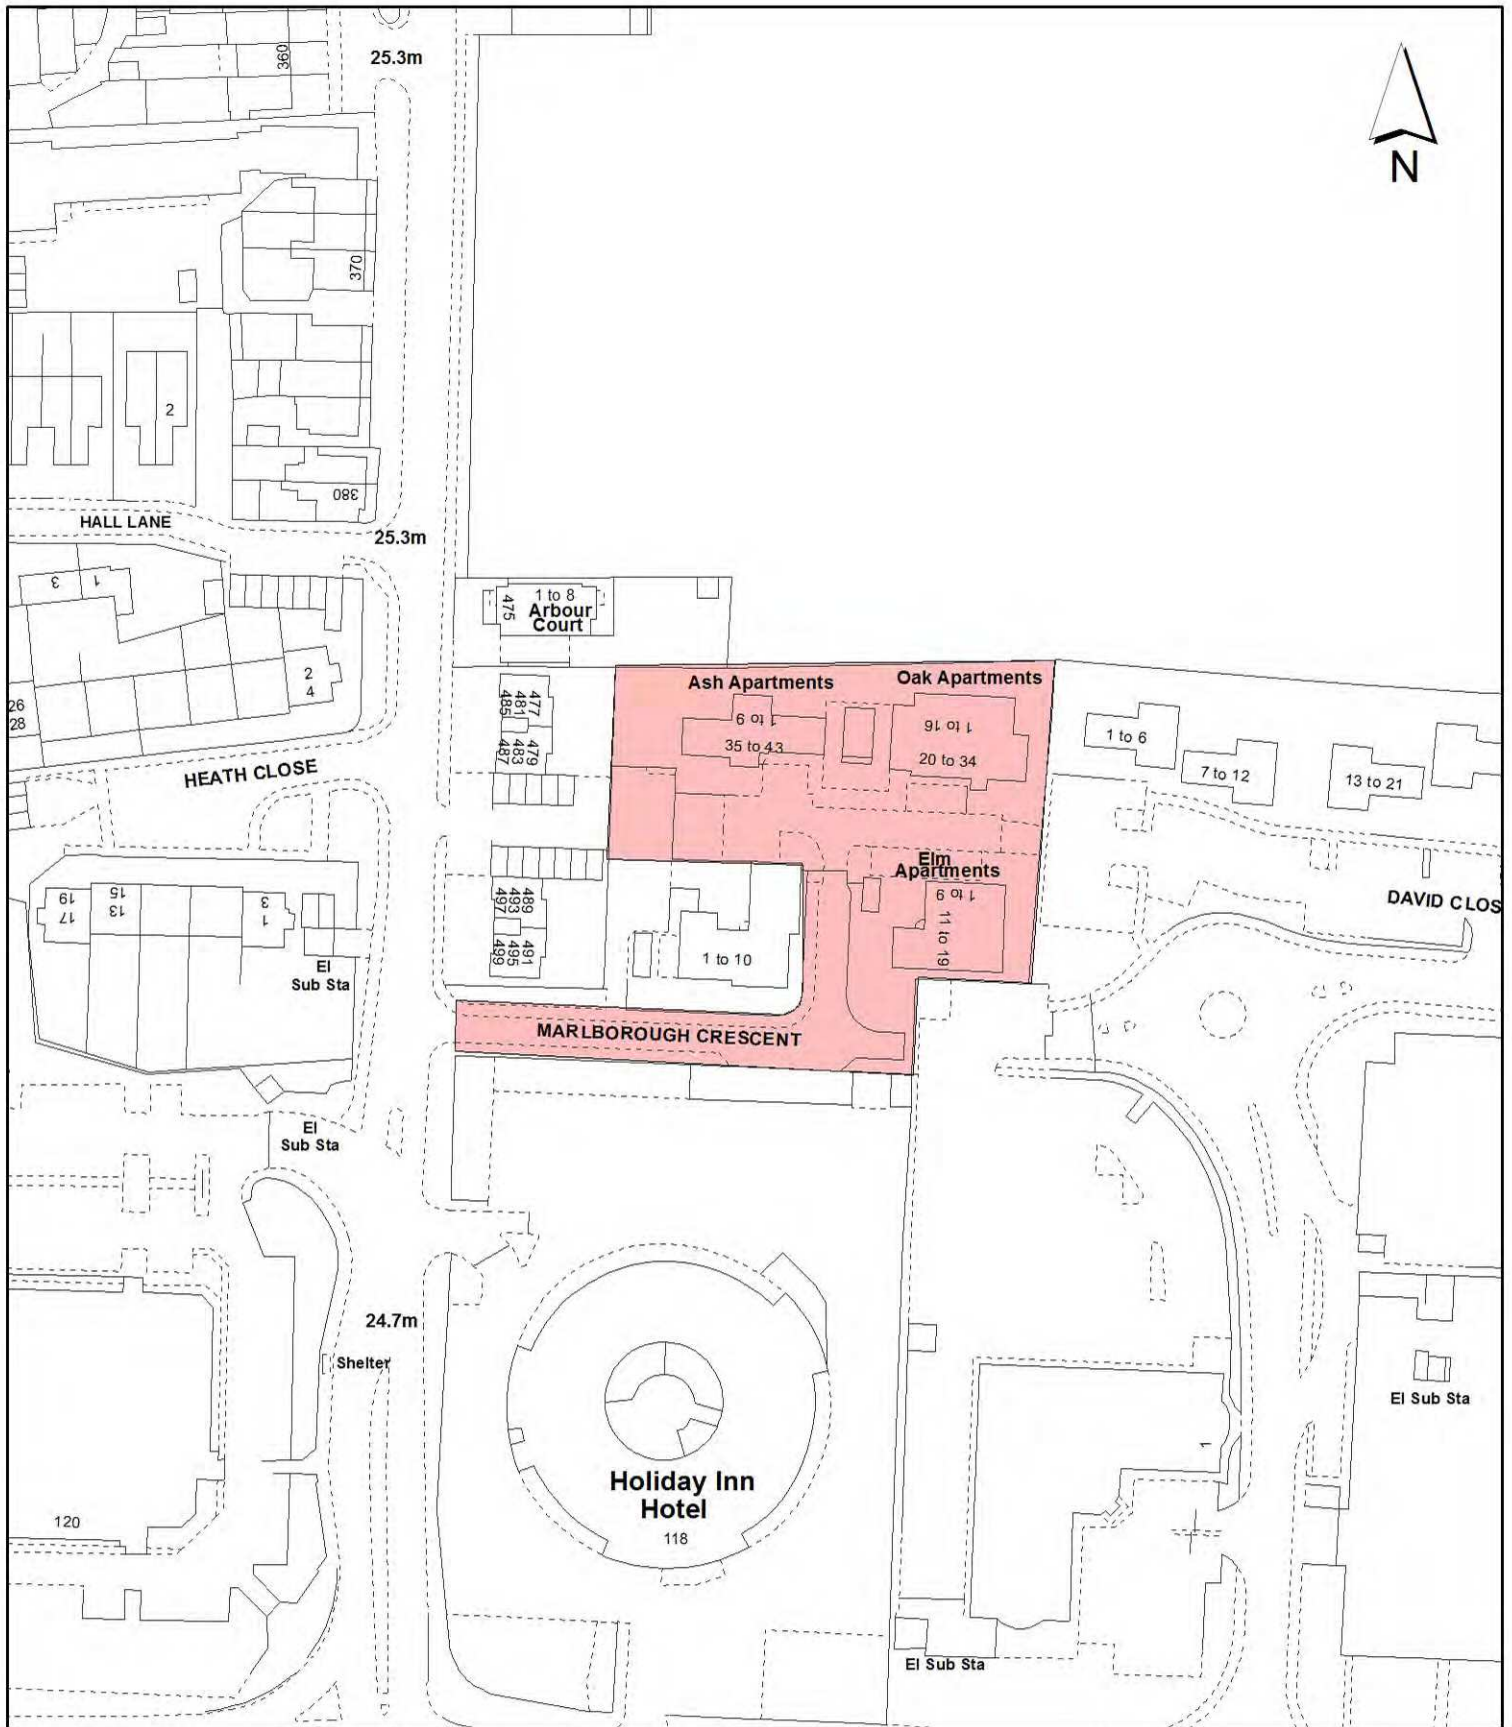 360
25.3m
N
370
2
380
HALL LANE
25.3m
3
1
1 to 8
475
Arbour
Court
2
4
26
28
Ash Apartments
Oak Apartments
477
481
485
479
483
487
1 to 9
35 to 43
1 to 16
20 to 34
1 to 6
7 to 12
13 to 21
HEATH CLOSE
Elm
Apartments
1 to 9
11 to 19
DAVID CLOS
19
17
15
13
3
1
489
493
497
491
495
499
1 to 10
El
Sub Sta
MARLBOROUGH CRESCENT
El
Sub Sta
24.7m
Shelter
El Sub Sta
1
Holiday Inn
Hotel
118
120
El Sub Sta